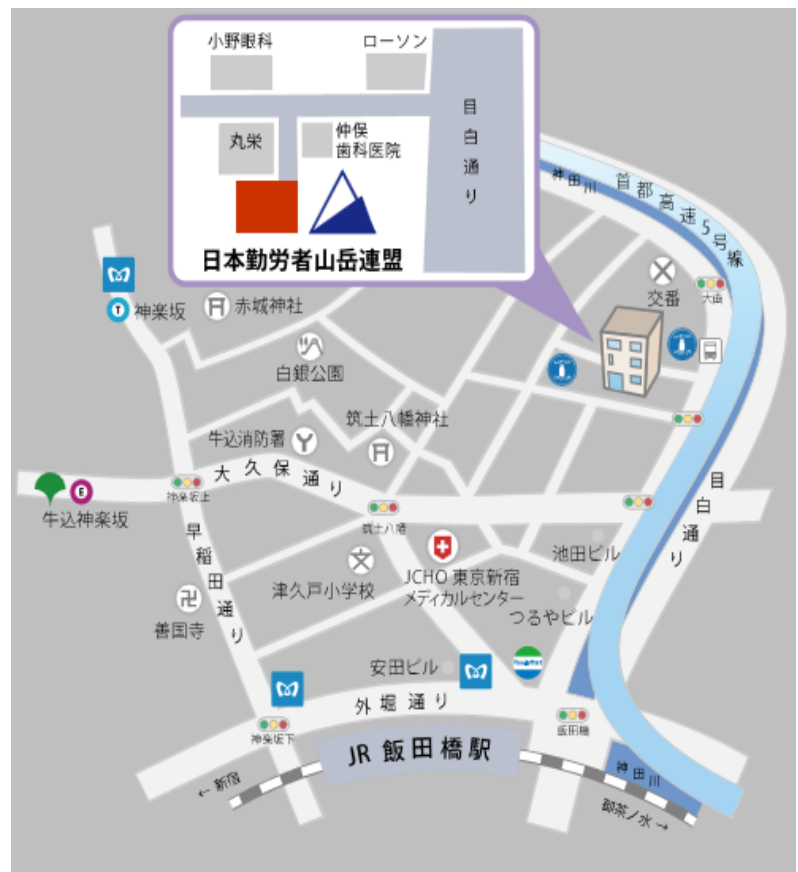 小野眼科
ローソン
目白通り
丸栄
仲俣
歯科医院
日本勤労者山岳連盟
神田川
首都高速5号線
交番
大曲
T
神楽坂
赤城神社
白銀公園
筑土八幡神社
牛込消防署
大久保通り
E
牛込神楽坂
神楽坂上
筑土八幡
目白通り
早稲田通り
池田ビル
津久戸小学校
JCHO 東京新宿
メディカルセンター
つるやビル
善国寺
安田ビル
外堀通り
飯田橋
神楽坂下
JR 飯田橋駅
神田川
← 新宿
御茶ノ水 →